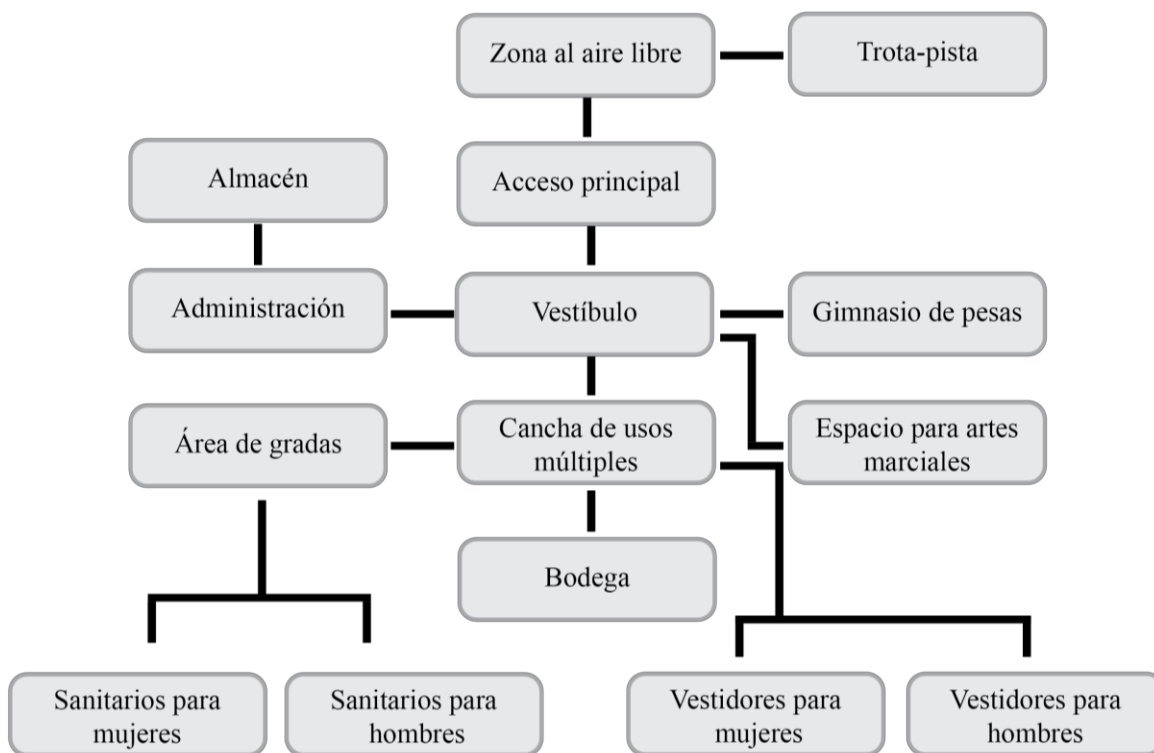 Zona al aire libre
Trota-pista
Almacén
Acceso principal
Administración
Vestíbulo
Gimnasio de pesas
Área de gradas
Cancha de usos
múltiples
Espacio para artes
marciales
Bodega
Sanitarios para
mujeres
Sanitarios para
hombres
Vestidores para
mujeres
Vestidores para
hombres